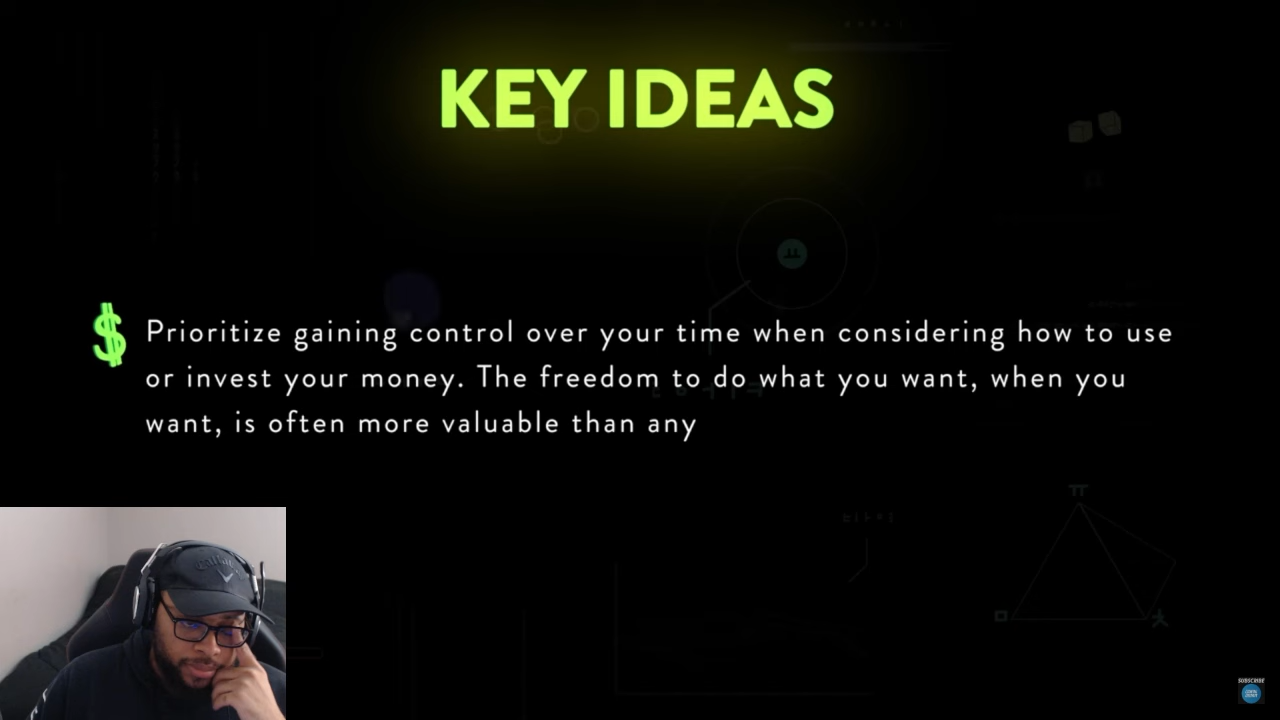 KEY IDEAS
$ Prioritize gaining control over your time when considering how to use
or invest your money. The freedom to do what you want, when you
want, is often more valuable than any
SUBSCRIBE